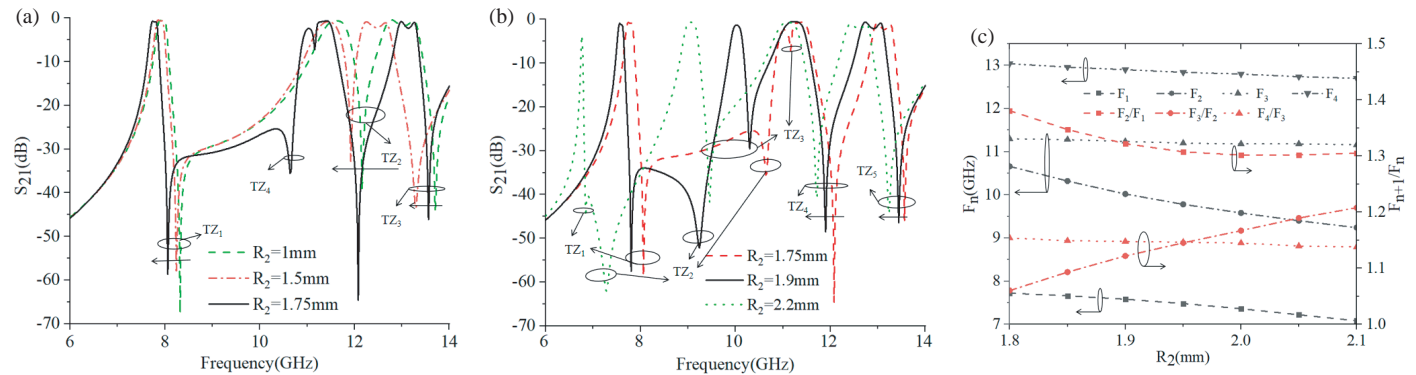 (a)
S21(dB)
0
-10
-20
-30
-40
-50
-60
-70
6
8
10
12
14
Frequency(GHz)
TZ4
TZ2
TZ3
TZ1
R2=1mm
R2=1.5mm
R2=1.75mm
(b)
S21(dB)
0
-10
-20
-30
-40
-50
-60
-70
6
8
10
12
14
Frequency(GHz)
TZ3
TZ5
TZ4
TZ1
TZ2
R2=1.75mm
R2=1.9mm
R2=2.2mm
(c)
Fn(GHz)
13
12
11
10
9
8
7
F1 F2 F3 F4
F2/F1 F3/F2 F4/F3
1.5
1.4
1.3
1.2
1.1
1.0
Fn+1/Fn
1.8
1.9
2.0
2.1
R2(mm)